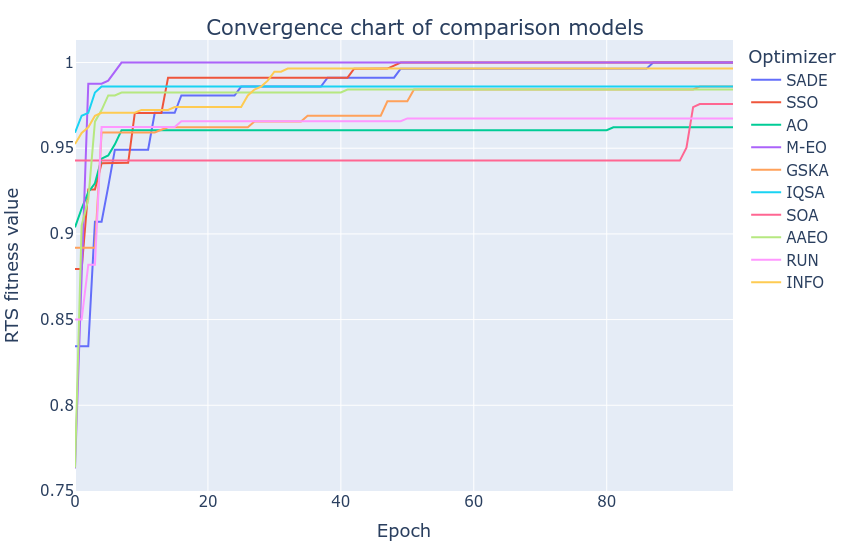 Convergence chart of comparison models
RTS fitness value
1
0.95
0.9
0.85
0.8
0.75
0
20
40
60
80
Epoch
Optimizer
SADE
SSO
AO
M-EO
GSKA
IQSA
SOA
AAEO
RUN
INFO